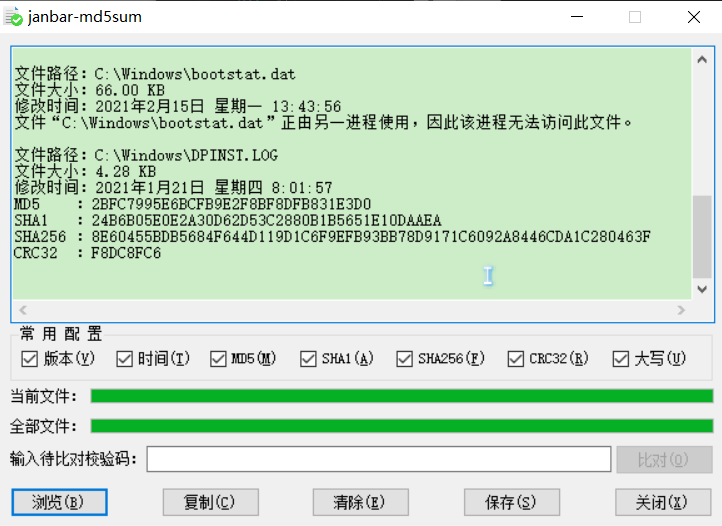 janbar-md5sum
文件路径: C:\Windows\bootstat.dat
文件大小: 66.00 KB
修改时间: 2021年2月15日 星期一 13:43:56
文件“C:\Windows\bootstat.dat”正由另一进程使用，因此该进程无法访问此文件。
文件路径: C:\Windows\DPINST.LOG
文件大小: 4.28 KB
修改时间: 2021年1月21日 星期四 8:01:57
MD5 : 2BFC7995E6BCFB9E2F8BF8DFB831E3D0
SHA1 : 24B6B05E0E2A30D62D53C2880B1B5651E10DAAEA
SHA256 : 8E60455BDB5684F644D119D1C6F9EFB93BB78D9171C6092A8446CDA1C280463F
CRC32 : F8DC8FC6
常 用 配 置
版本(V) 时间(T) MD5(M) SHA1(A) SHA256(F) CRC32(R) 大写(U)
当前文件:
全部文件:
输入待比对校验码: 比对(O)
浏览(B) 复制(C) 清除(E) 保存(S) 关闭(X)